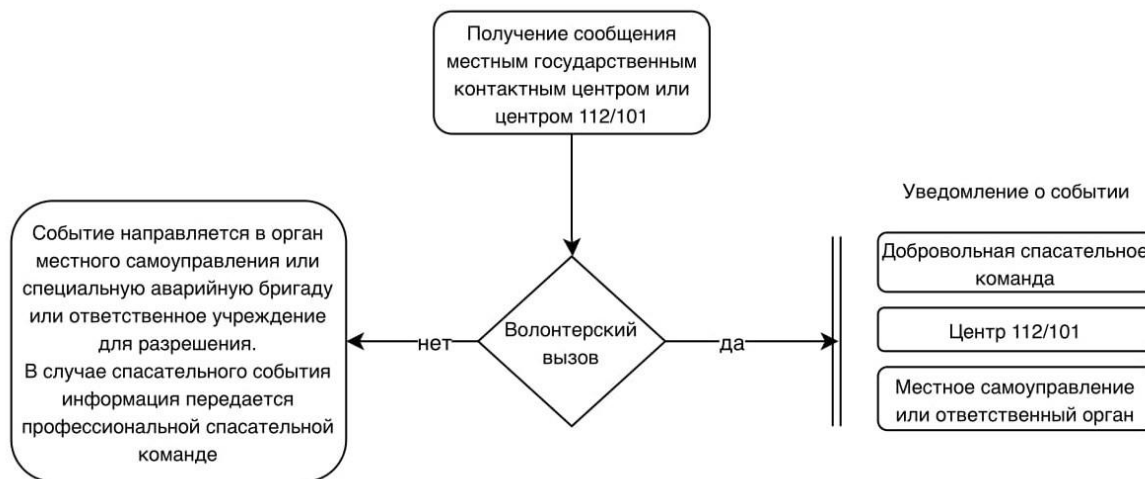 Получение сообщения
местным государственным
контактным центром или
центром 112/101
Уведомление о событии
Событие направляется в орган
местного самоуправления или
специальную аварийную бригаду
или ответственное учреждение
для разрешения.
В случае спасательного события
информация передается
профессиональной спасательной
команде
нет
Волонтерский
вызов
да
Добровольная спасательное
команда
Центр 112/101
Местное самоуправление
или ответственный орган